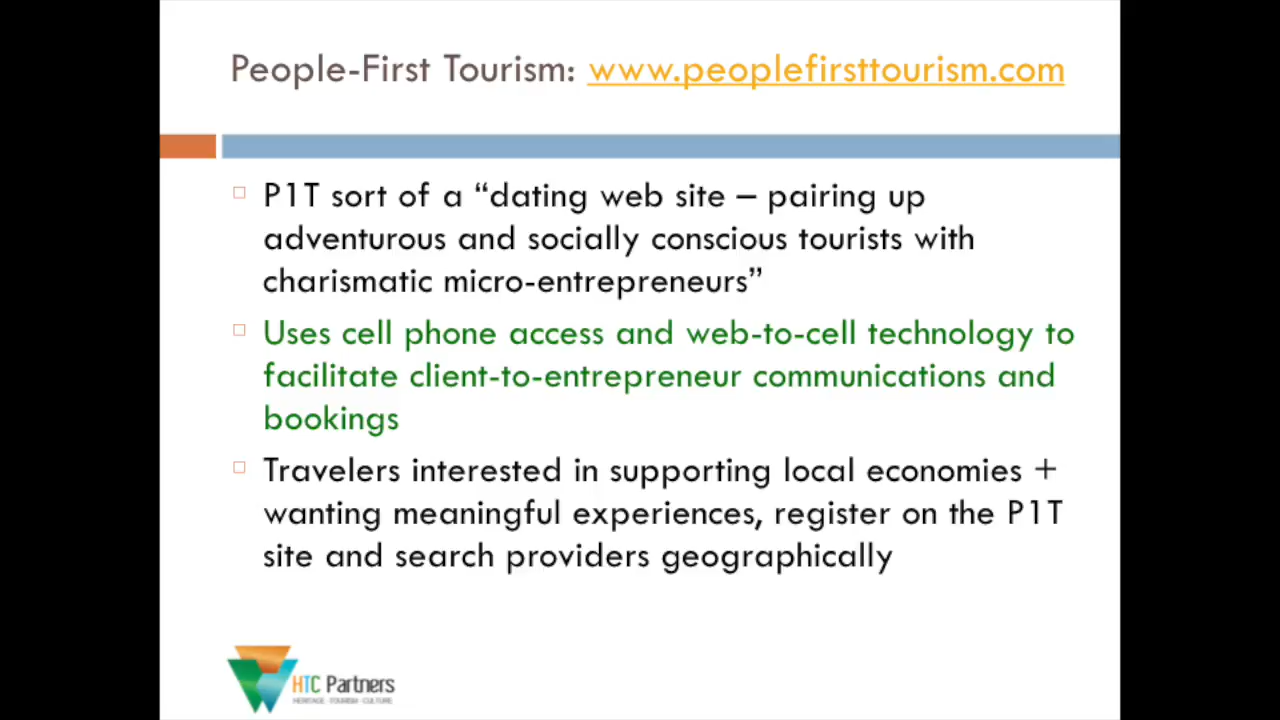 People-First Tourism: www.peoplefirsttourism.com
P1T sort of a “dating web site – pairing up
adventurous and socially conscious tourists with
charismatic micro-entrepreneurs”
Uses cell phone access and web-to-cell technology to
facilitate client-to-entrepreneur communications and
bookings
Travelers interested in supporting local economies +
wanting meaningful experiences, register on the P1T
site and search providers geographically
HTC Partners
HERITAGE · TOURISM · CULTURE